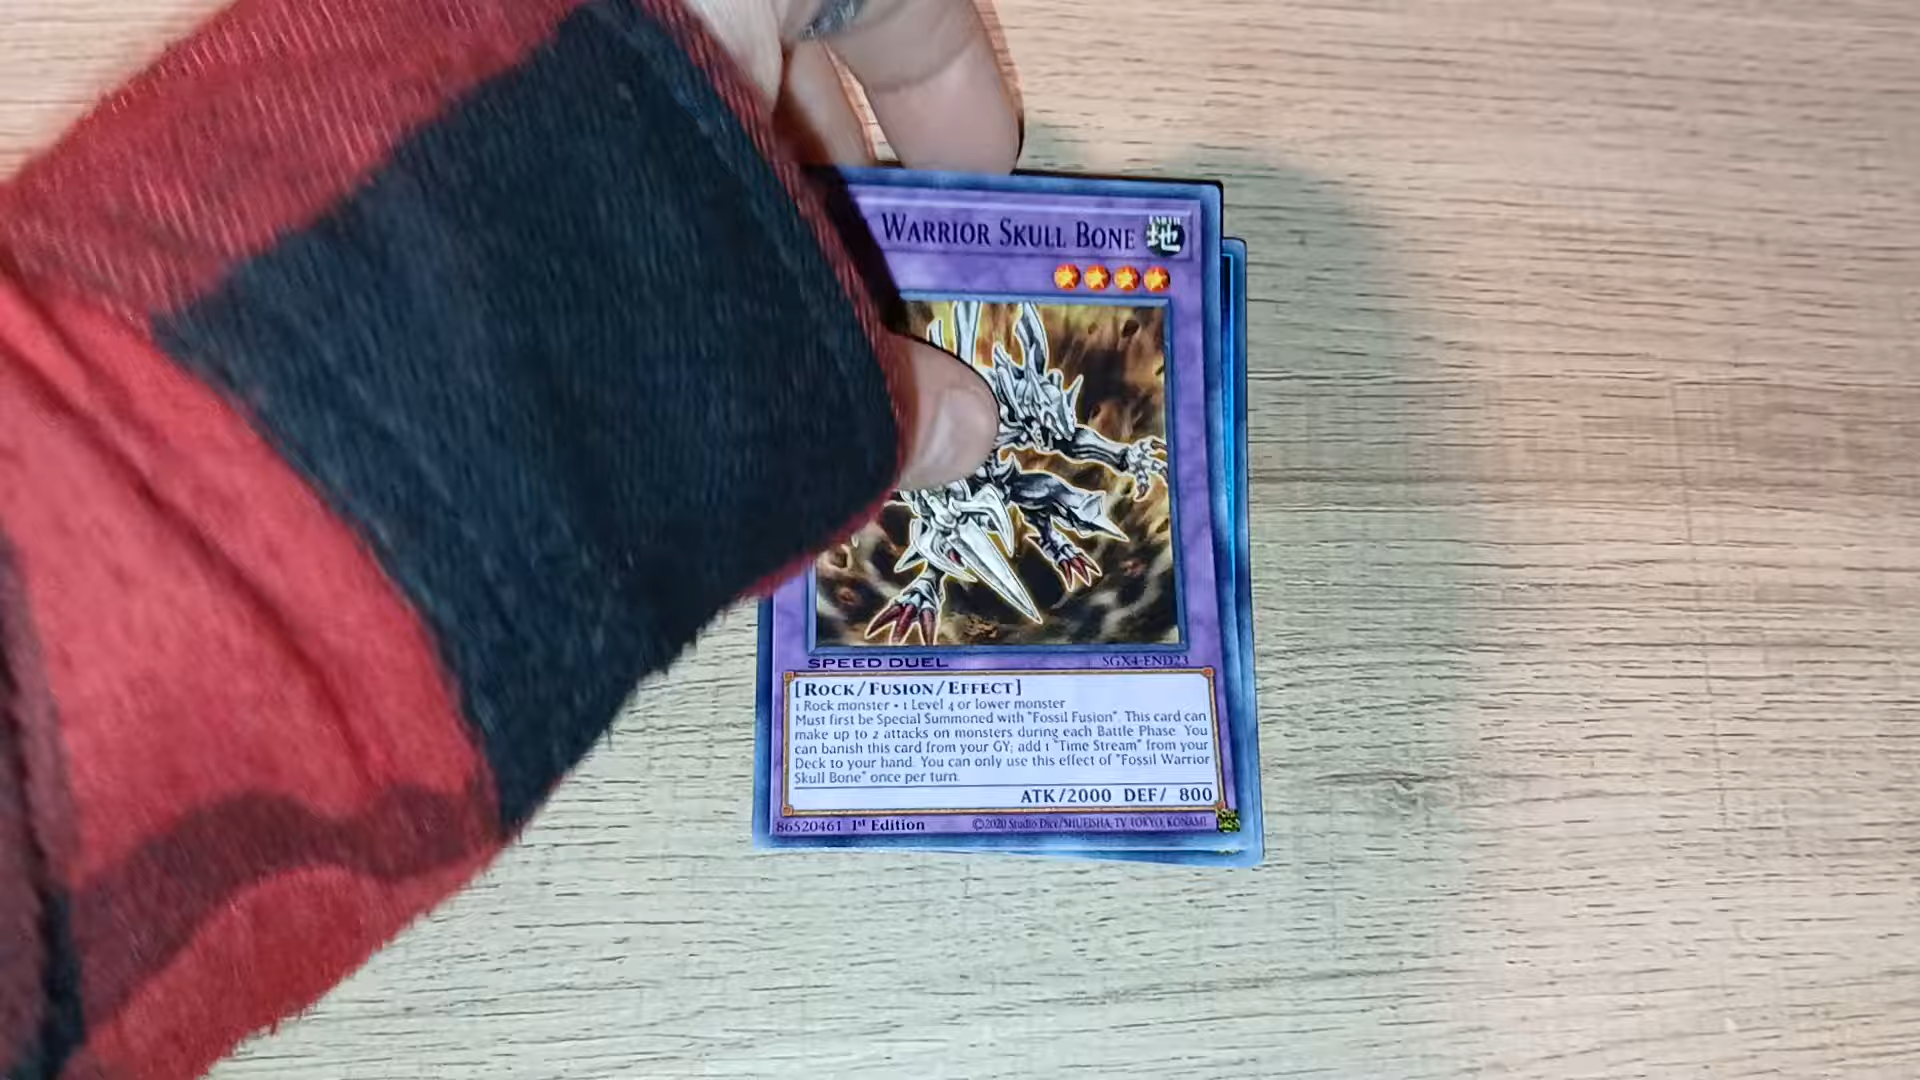 WARRIOR SKULL BONE
EARTH
地
SPEED DUEL SGX4-END23
[ROCK/FUSION/EFFECT]
1 Rock monster + 1 Level 4 or lower monster
Must first be Special Summoned with "Fossil Fusion". This card can
make up to 2 attacks on monsters during each Battle Phase. You
can banish this card from your GY; add 1 "Time Stream" from your
Deck to your hand. You can only use this effect of "Fossil Warrior
Skull Bone" once per turn.
ATK/2000 DEF/ 800
86520461 1st Edition ©2020 Studio Dice/SHUEISHA, TV TOKYO, KONAMI